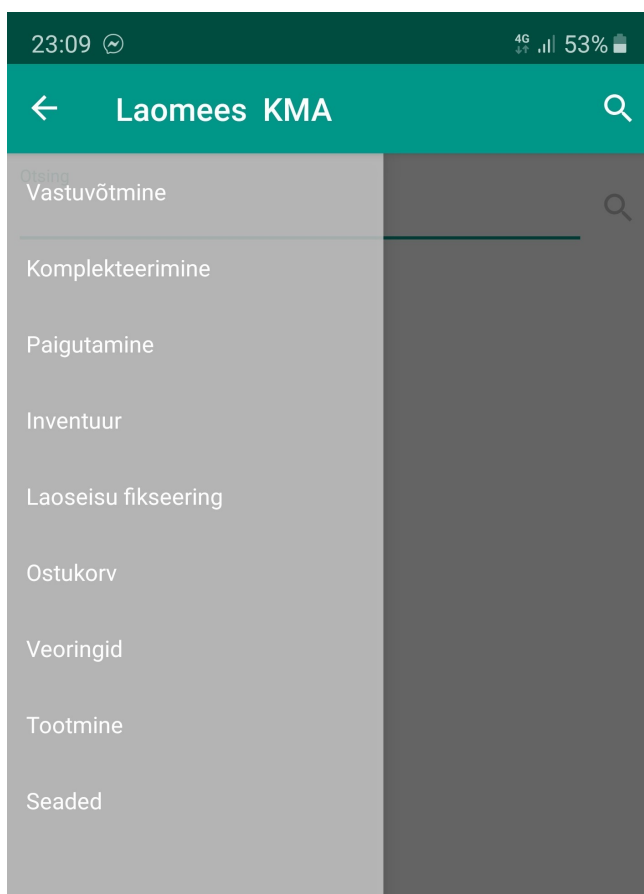 23:09 4G 53%
Laomees KMA
Otsing
Vastuvõtmine
Komplekteerimine
Paigutamine
Inventuur
Laoseisu fikseering
Ostukorv
Veoringid
Tootmine
Seaded